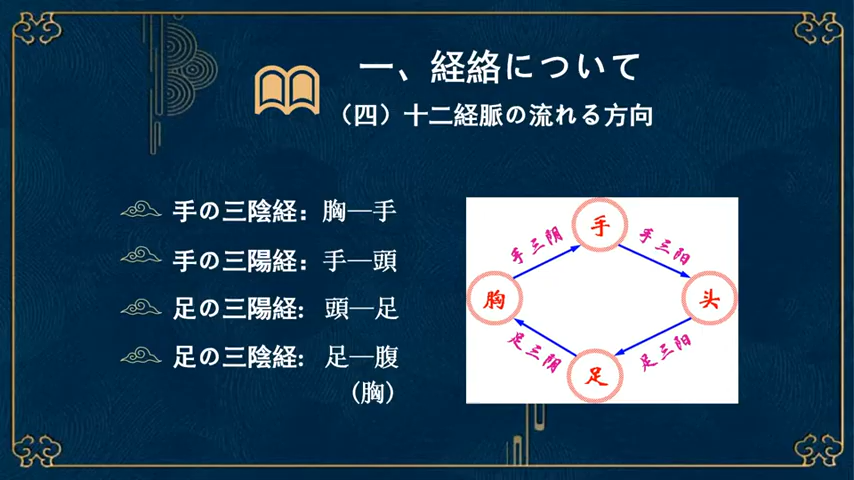 一、経絡について
（四）十二経脈の流れる方向
手の三陰経：胸―手
手の三陽経：手―頭
足の三陽経: 頭―足
足の三陰経: 足―腹
（胸）
手
手三阴
手三阳
胸
头
足三阴
足三阳
足